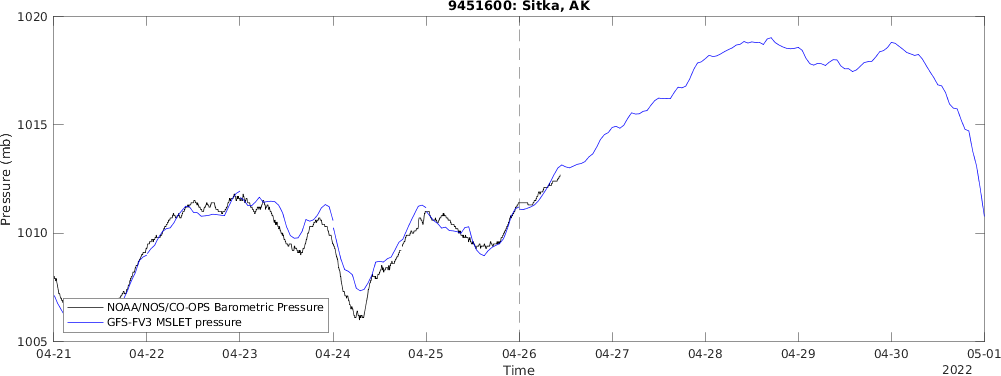 9451600: Sitka, AK
1020
1015
1010
1005
Pressure (mb)
NOAA/NOS/CO-OPS Barometric Pressure
GFS-FV3 MSLET pressure
04-21 04-22 04-23 04-24 04-25 04-26 04-27 04-28 04-29 04-30 05-01
Time
2022